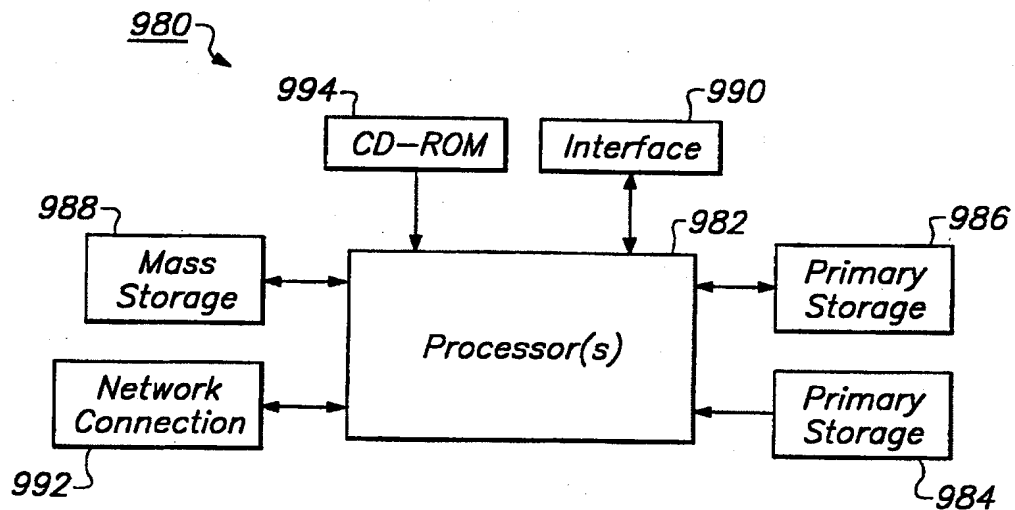 980
994
990
CD-ROM
Interface
988
982
986
Mass
Storage
Primary
Storage
Processor(s)
Network
Connection
Primary
Storage
992
984